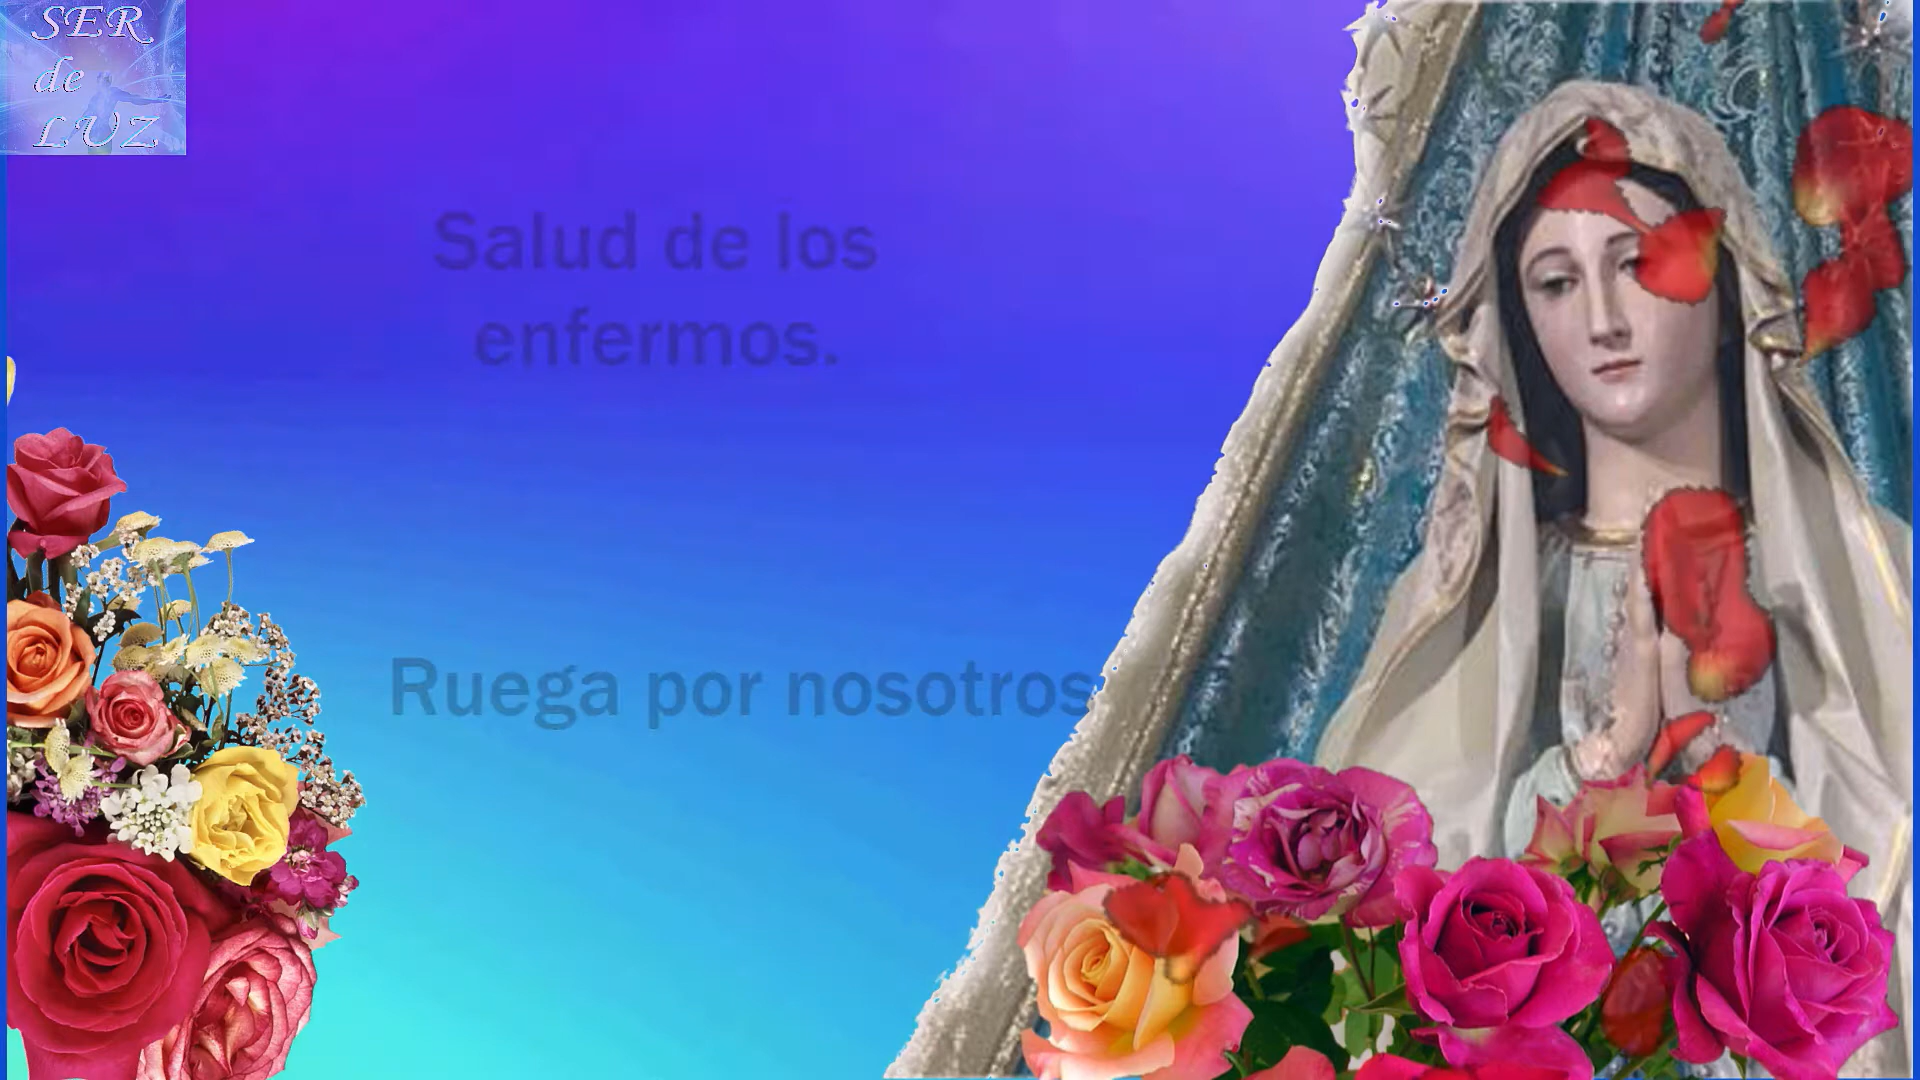 SER
de
LUZ
Salud de los
enfermos.
Ruega por nosotros